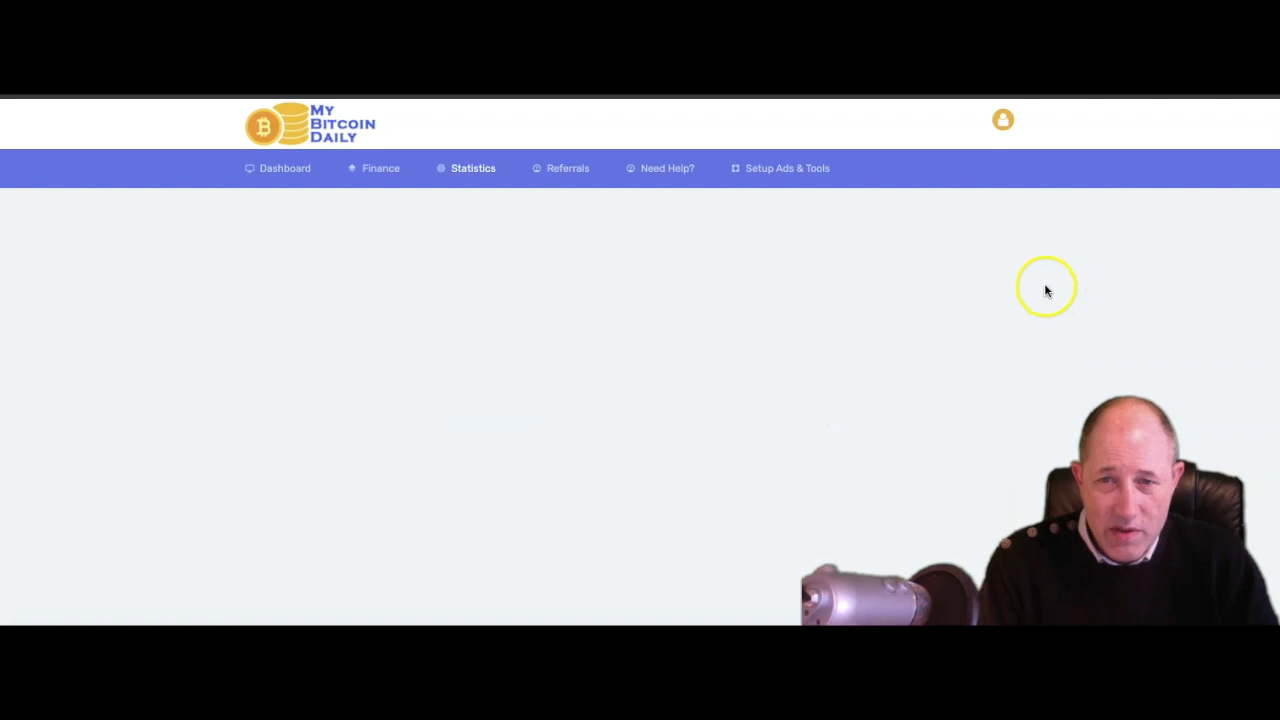 My
Bitcoin
Daily
Dashboard
Finance
Statistics
Referrals
Need Help?
Setup Ads & Tools